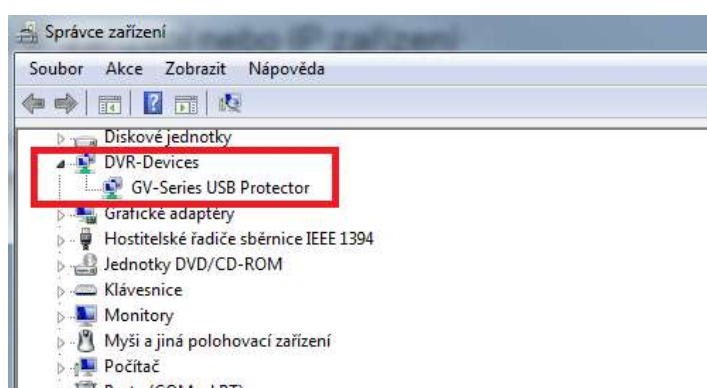 Správce zařízení
Soubor Akce Zobrazit Nápověda
Diskové jednotky
DVR-Devices
GV-Series USB Protector
Grafické adaptéry
Hostitelské řadiče sběrnice IEEE 1394
Jednotky DVD/CD-ROM
Klávesnice
Monitory
Myši a jiná polohovací zařízení
Počítač